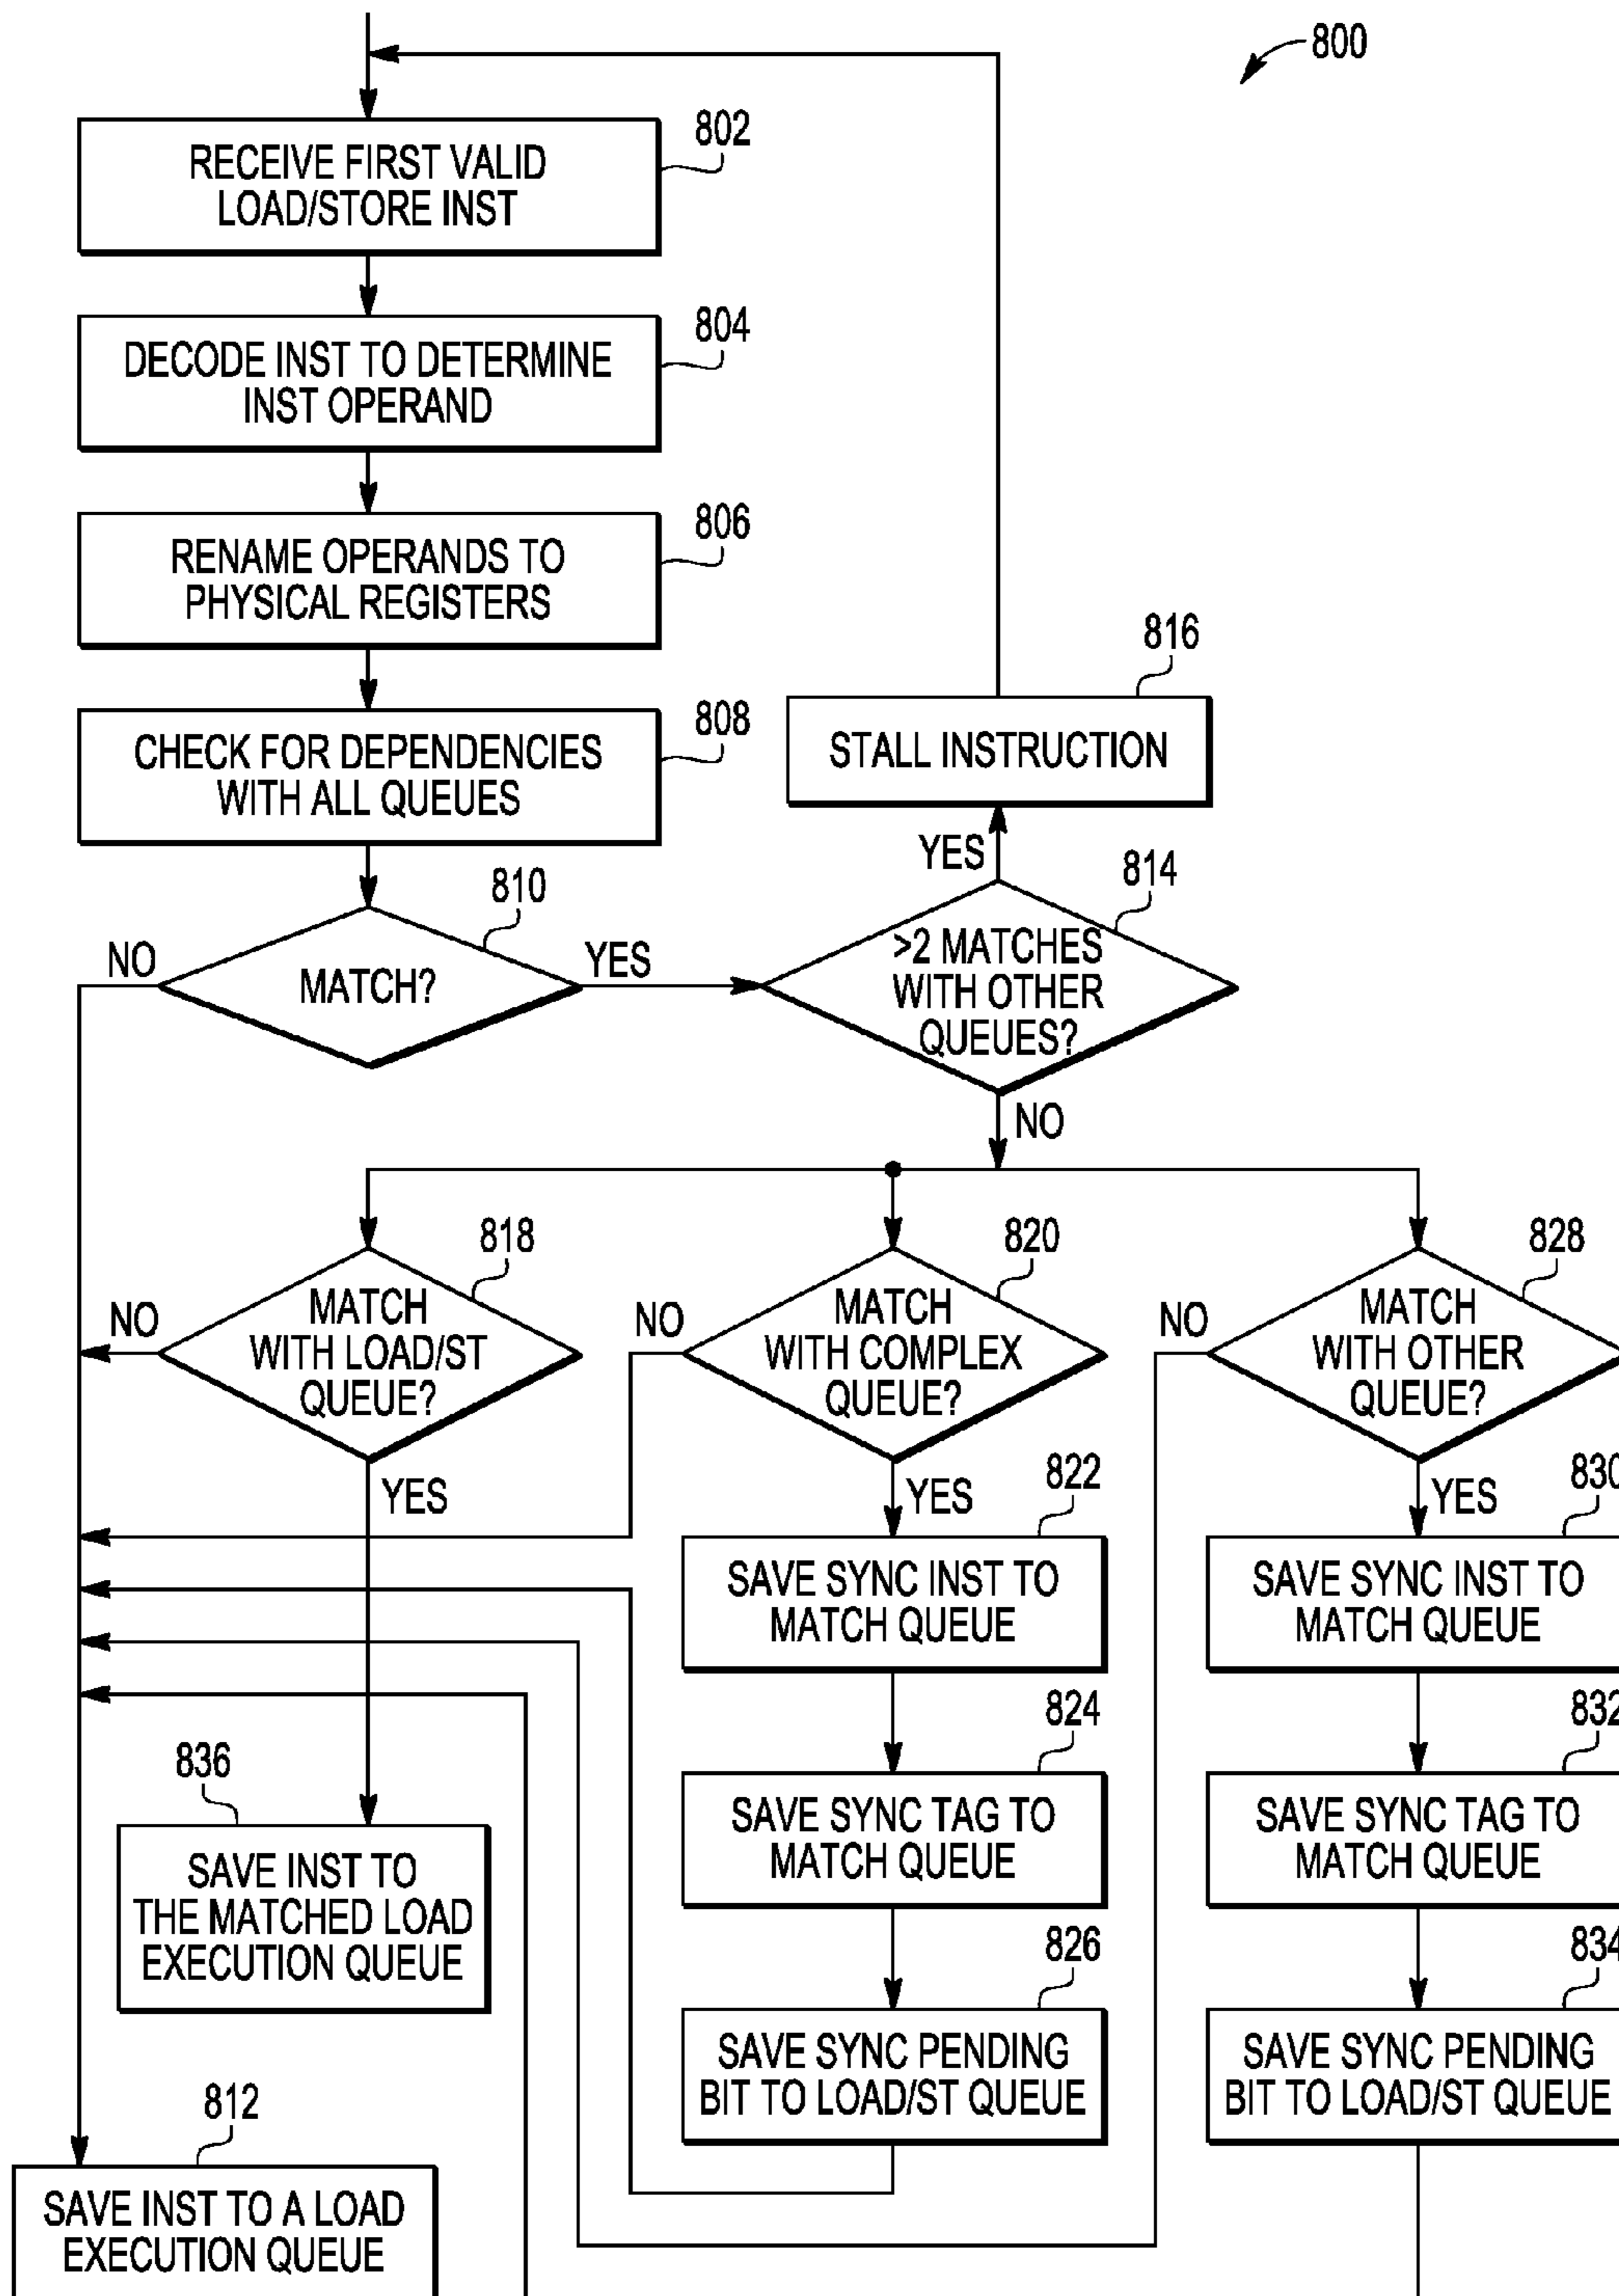 800
802
RECEIVE FIRST VALID
LOAD/STORE INST
804
DECODE INST TO DETERMINE
INST OPERAND
806
RENAME OPERANDS TO
PHYSICAL REGISTERS
808
CHECK FOR DEPENDENCIES
WITH ALL QUEUES
816
STALL INSTRUCTION
YES
810
NO
MATCH?
YES
814
>2 MATCHES
WITH OTHER
QUEUES?
NO
818
NO
MATCH
WITH LOAD/ST
QUEUE?
YES
820
NO
MATCH
WITH COMPLEX
QUEUE?
YES
828
NO
MATCH
WITH OTHER
QUEUE?
YES
822
SAVE SYNC INST TO
MATCH QUEUE
830
SAVE SYNC INST TO
MATCH QUEUE
824
SAVE SYNC TAG TO
MATCH QUEUE
832
SAVE SYNC TAG TO
MATCH QUEUE
836
SAVE INST TO
THE MATCHED LOAD
EXECUTION QUEUE
826
SAVE SYNC PENDING
BIT TO LOAD/ST QUEUE
834
SAVE SYNC PENDING
BIT TO LOAD/ST QUEUE
812
SAVE INST TO A LOAD
EXECUTION QUEUE